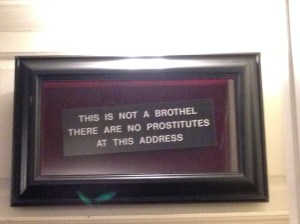 THIS IS NOT A BROTHEL
THERE ARE NO PROSTITUTES
AT THIS ADDRESS